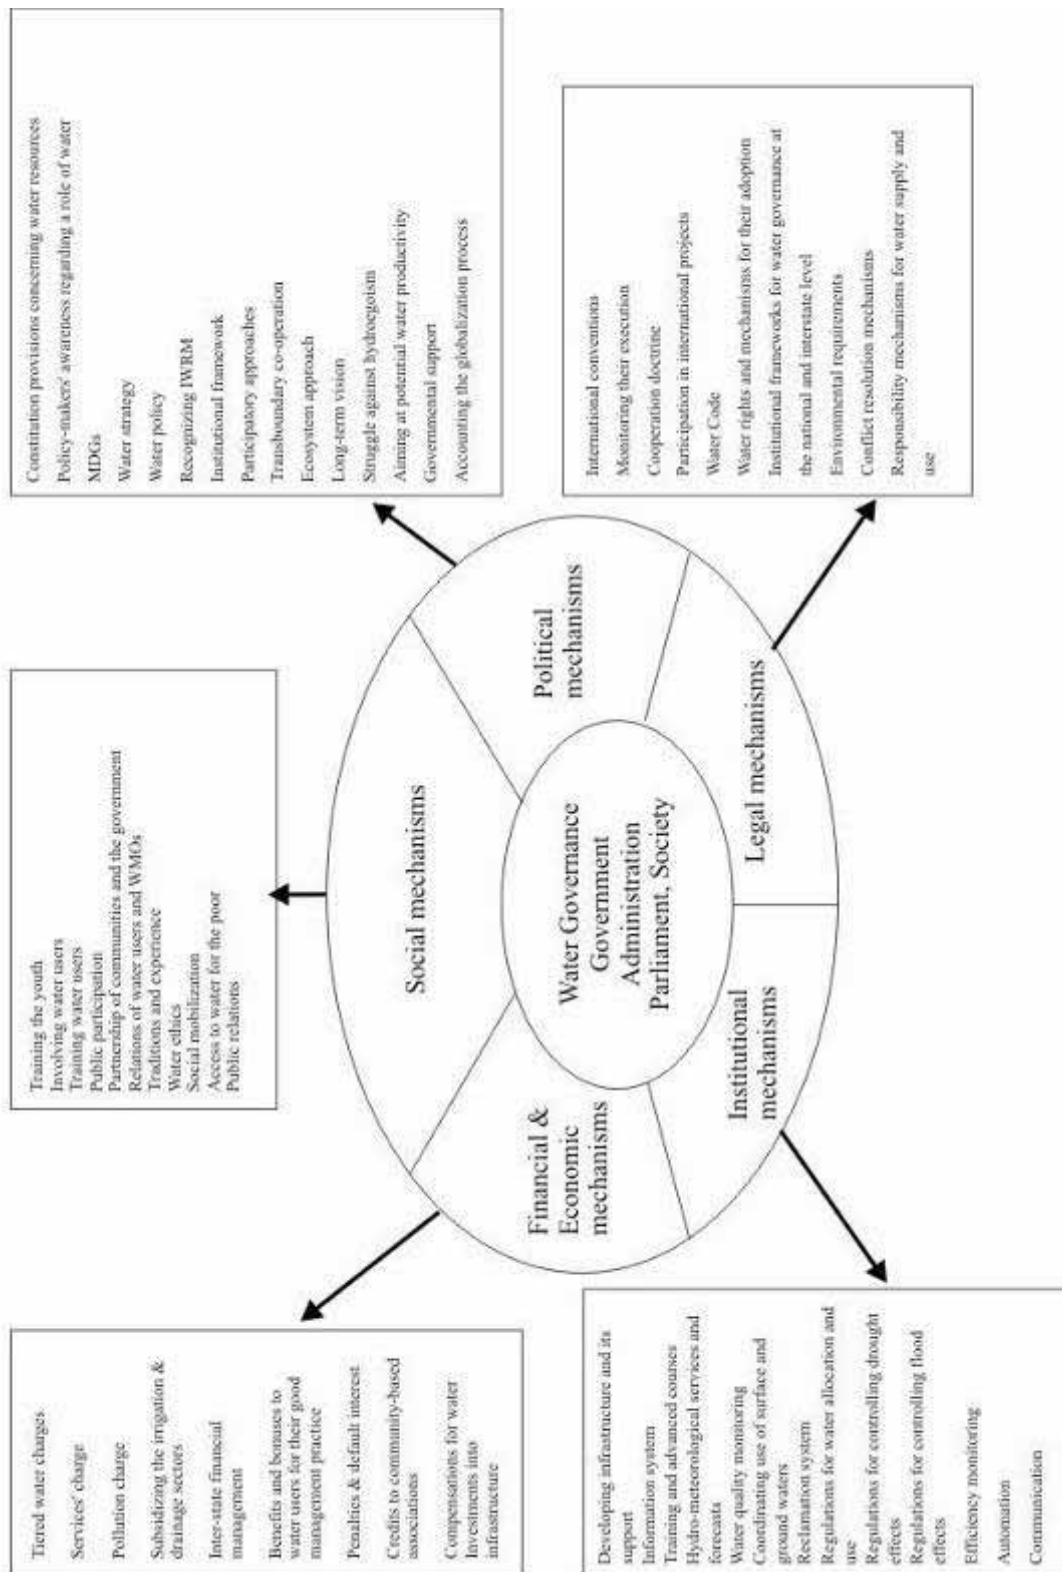 Tiered water charges
Services' charge
Pollution charge
Subsidizing the irrigation &
drainage sectors
Inter-state financial
management
Benefits and bonuses to
water users for their good
management practice
Penalties & default interest
Credits to community-based
associations
Compensations for water
Investments into
infrastructure
Training the youth
Involving water users
Training water users
Public participation
Partnership of communities and the government
Relations of water users and WMOs
Traditions and experience
Water ethics
Social mobilization
Access to water for the poor
Public relations
Constitution provisions concerning water resources
Policy-makers' awareness regarding a role of water
MDGs
Water strategy
Water policy
Recognizing IWRM
Institutional framework
Participatory approaches
Transboundary co-operation
Ecosystem approach
Long-term vision
Struggle against hydroegoism
Aiming at potential water productivity
Governmental support
Accounting the globalization process
Social mechanisms
Financial &
Economic
mechanisms
Political
mechanisms
Water Governance
Government
Administration
Parliament, Society
Institutional
mechanisms
Legal mechanisms
Developing infrastructure and its
support
Information system
Training and advanced courses
Hydro-meteorological services and
forecasts
Water quality monitoring
Coordinating use of surface and
ground waters
Reclamation system
Regulations for water allocation and
use
Regulations for controlling drought
effects
Regulations for controlling flood
effects
Efficiency monitoring
Automation
Communication
International conventions
Monitoring their execution
Cooperation doctrine
Participation in international projects
Water Code
Water rights and mechanisms for their adoption
Institutional frameworks for water governance at
the national and interstate level
Environmental requirements
Conflict resolution mechanisms
Responsibility mechanisms for water supply and
use